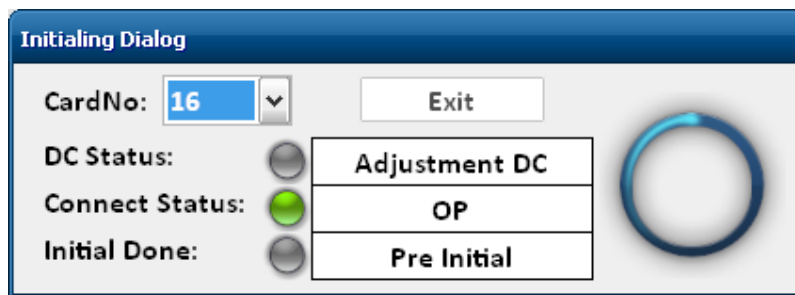 Initialing Dialog
CardNo: 16 Exit
DC Status: Adjustment DC
Connect Status: OP
Initial Done: Pre Initial